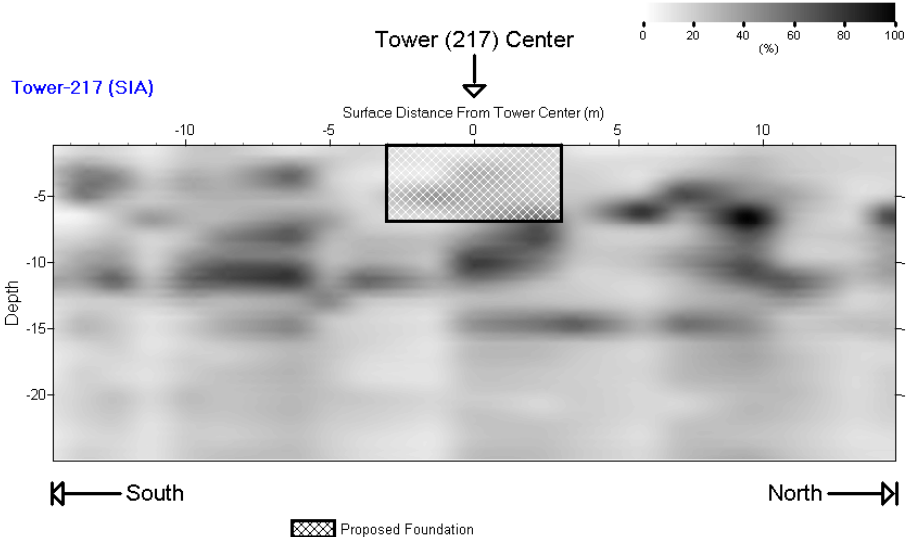 0 20 40 60 80 100
(%)
Tower (217) Center
Tower-217 (SIA)
Surface Distance From Tower Center (m)
-10 -5 0 5 10
-5
-10
-15
-20
Depth
South
North
Proposed Foundation